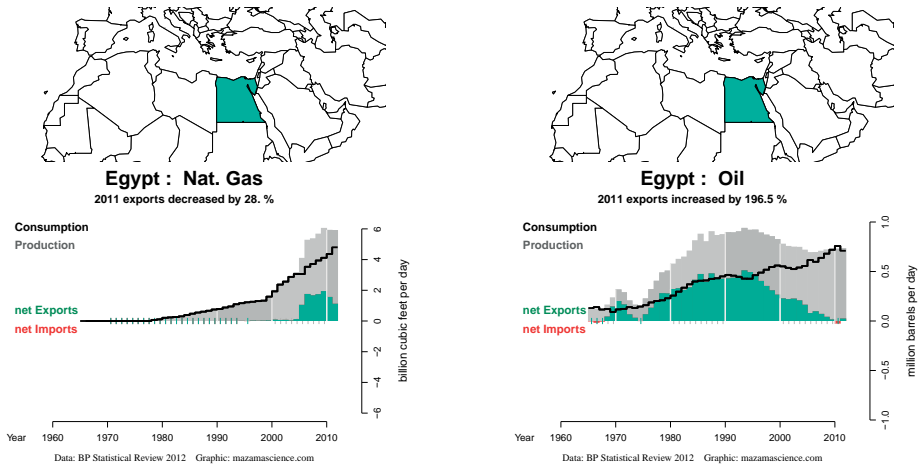 Egypt : Nat. Gas
2011 exports decreased by 28. %
Consumption
Production
net Exports
net Imports
6
4
2
0
−2
−4
−6
billion cubic feet per day
Year 1960 1970 1980 1990 2000 2010
Data: BP Statistical Review 2012 Graphic: mazamascience.com
Egypt : Oil
2011 exports increased by 196.5 %
Consumption
Production
net Exports
net Imports
1.0
0.5
0.0
−0.5
−1.0
million barrels per day
Year 1960 1970 1980 1990 2000 2010
Data: BP Statistical Review 2012 Graphic: mazamascience.com